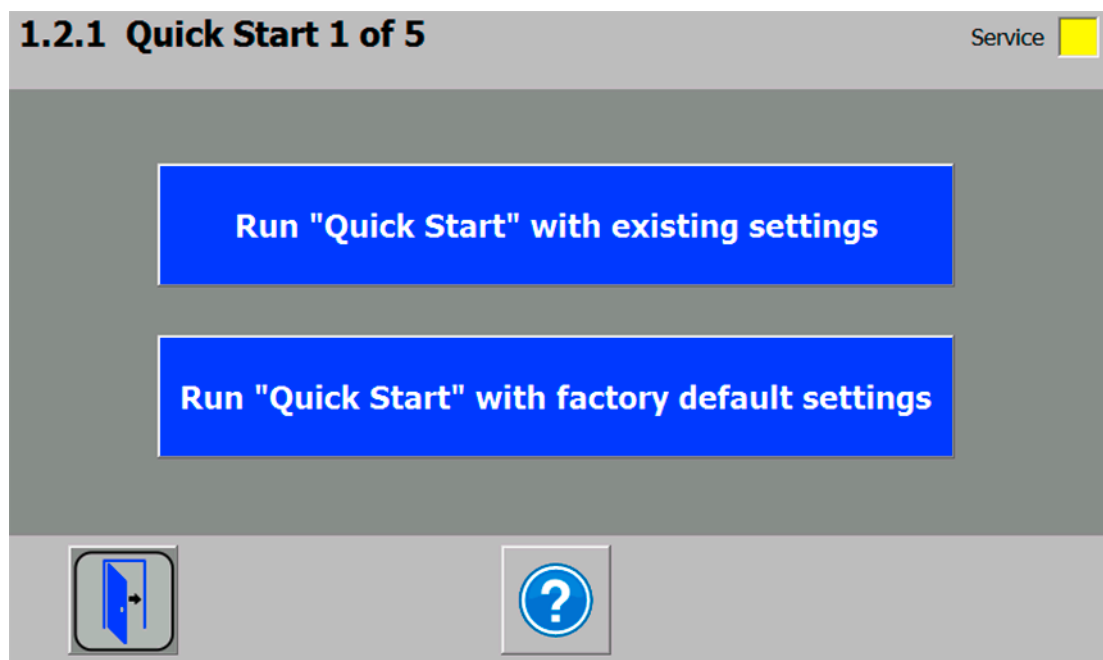 1.2.1 Quick Start 1 of 5
Service
Run "Quick Start" with existing settings
Run "Quick Start" with factory default settings
?